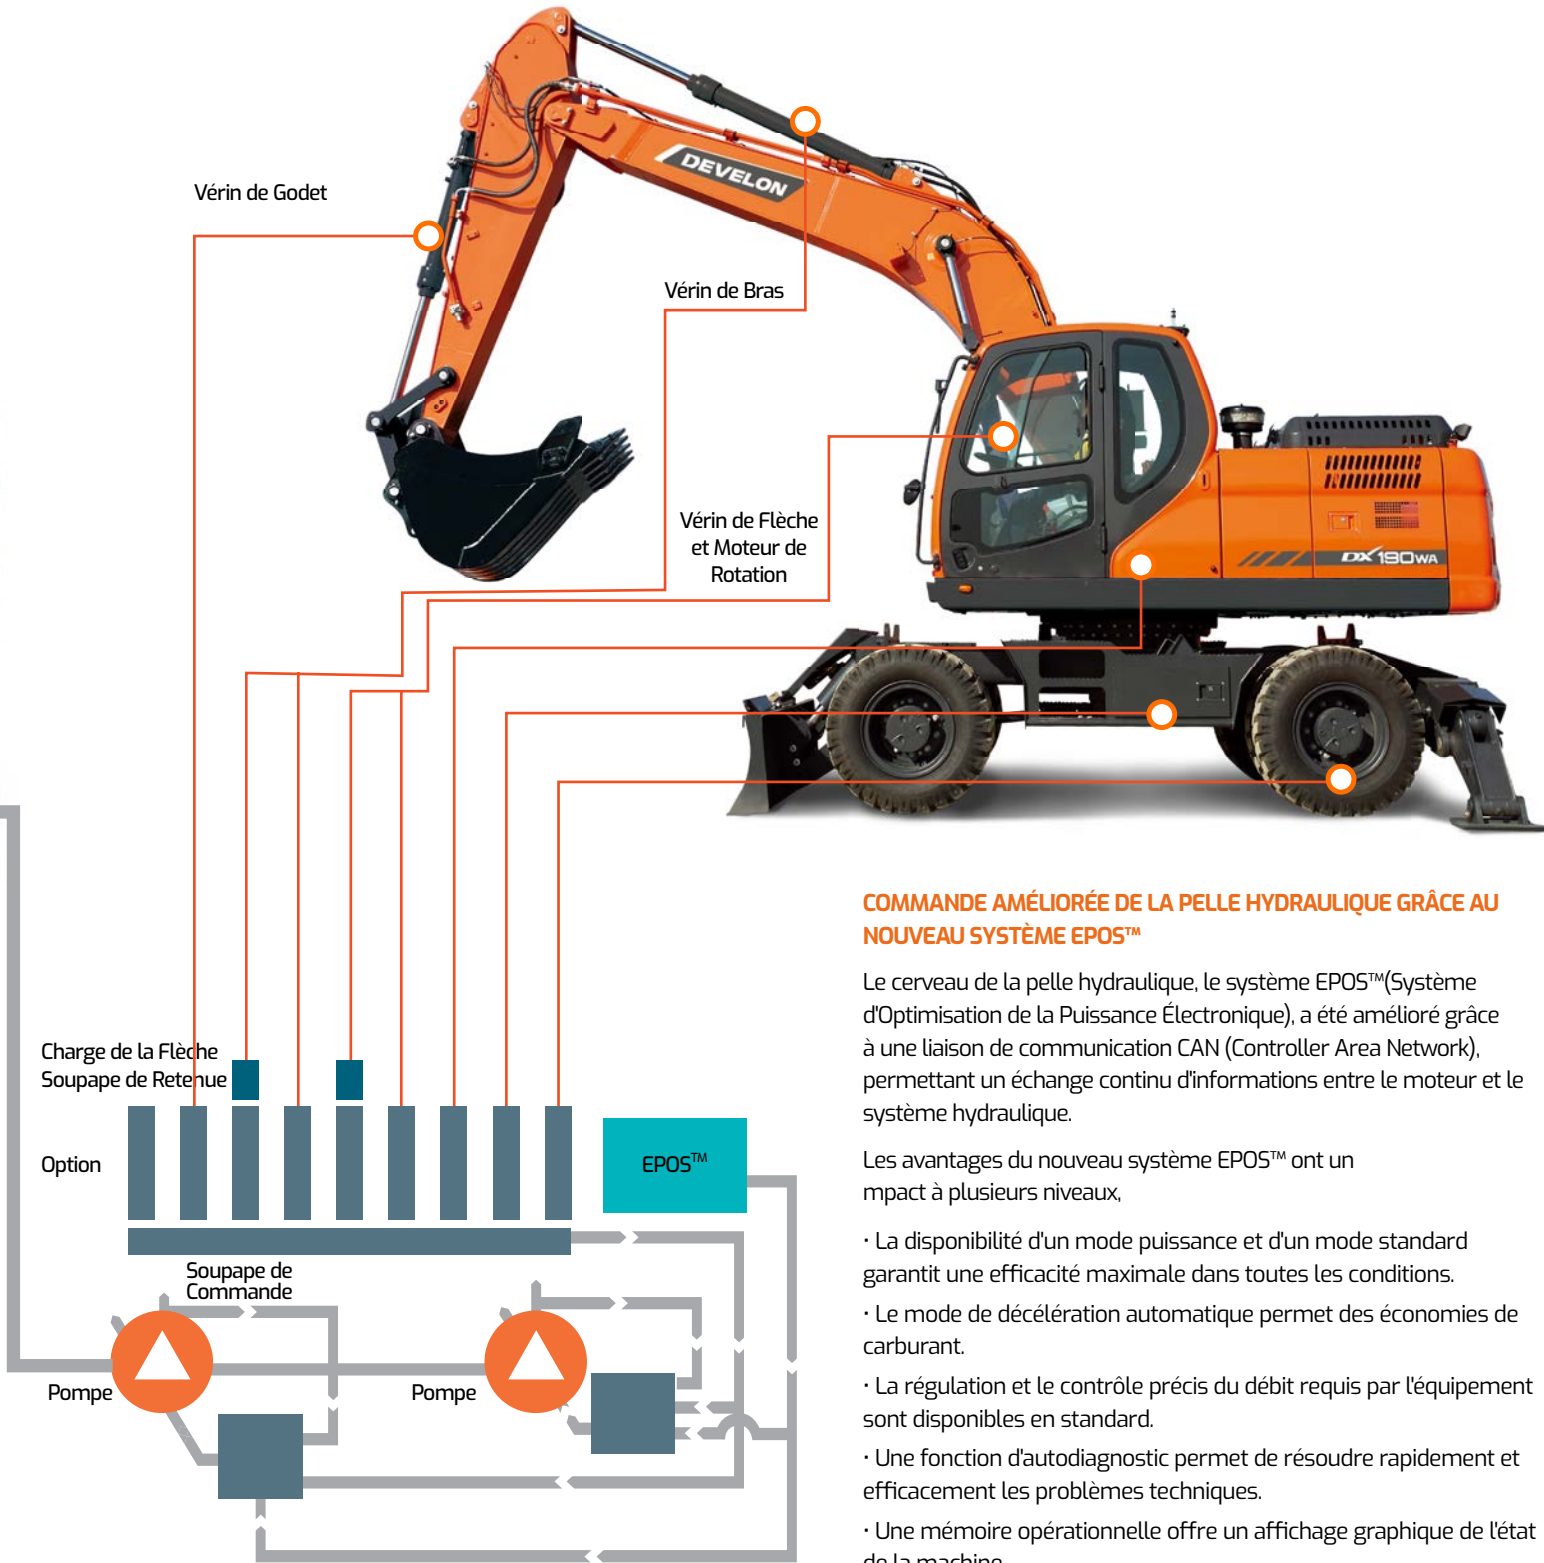 Vérin de Godet
DEVELON
Vérin de Bras
Vérin de Flèche
et Moteur de
Rotation
DX 190WA
Charge de la Flèche
Soupape de Retenue
Option
EPOS™
Soupape de
Commande
Pompe
Pompe
COMMANDE AMÉLIORÉE DE LA PELLE HYDRAULIQUE GRÂCE AU
NOUVEAU SYSTÈME EPOS™
Le cerveau de la pelle hydraulique, le système EPOS™(Système
d'Optimisation de la Puissance Électronique), a été amélioré grâce
à une liaison de communication CAN (Controller Area Network),
permettant un échange continu d'informations entre le moteur et le
système hydraulique.
Les avantages du nouveau système EPOS™ ont un
mpact à plusieurs niveaux,
· La disponibilité d'un mode puissance et d'un mode standard
garantit une efficacité maximale dans toutes les conditions.
· Le mode de décélération automatique permet des économies de
carburant.
· La régulation et le contrôle précis du débit requis par l'équipement
sont disponibles en standard.
· Une fonction d'autodiagnostic permet de résoudre rapidement et
efficacement les problèmes techniques.
· Une mémoire opérationnelle offre un affichage graphique de l'état
de la machine